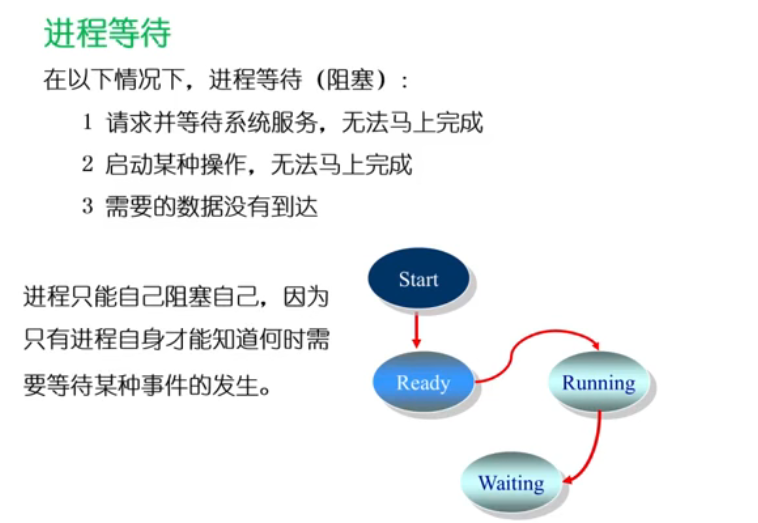 进程等待
在以下情况下，进程等待（阻塞）：
1 请求并等待系统服务，无法马上完成
2 启动某种操作，无法马上完成
3 需要的数据没有到达
进程只能自己阻塞自己，因为
只有进程自身才能知道何时需
要等待某种事件的发生。
Start
Ready
Running
Waiting